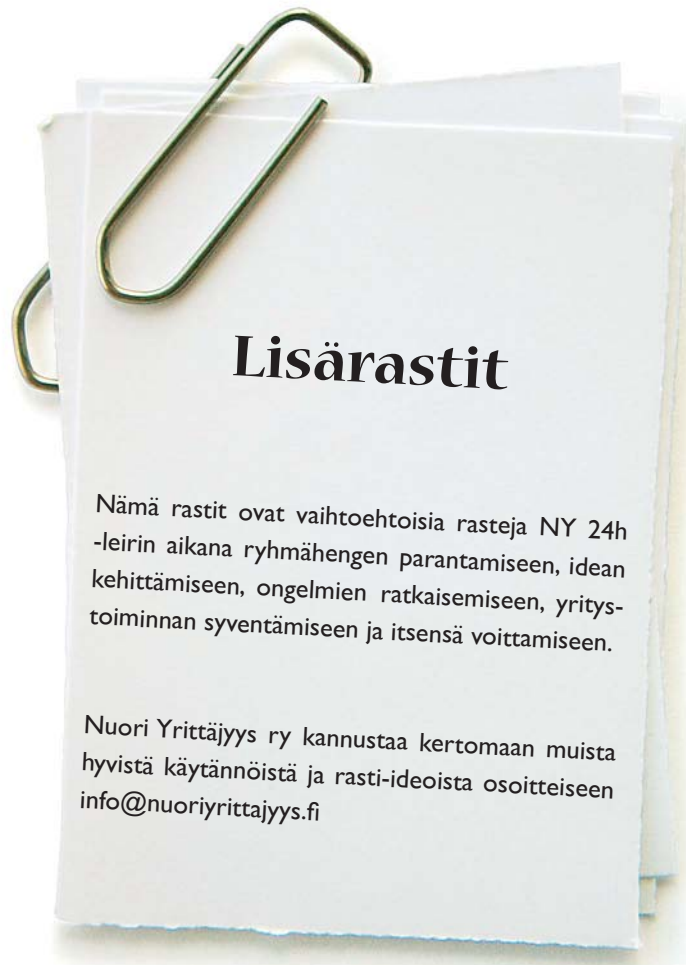 Lisärastit
Nämä rastit ovat vaihtoehtoisia rasteja NY 24h
-leirin aikana ryhmähengen parantamiseen, idean
kehittämiseen, ongelmien ratkaisemiseen, yritys-
toiminnan syventämiseen ja itsensä voittamiseen.
Nuori Yrittäjyys ry kannustaa kertomaan muista
hyvistä käytännöistä ja rasti-ideoista osoitteiseen
info@nuoriyrittajyys.fi